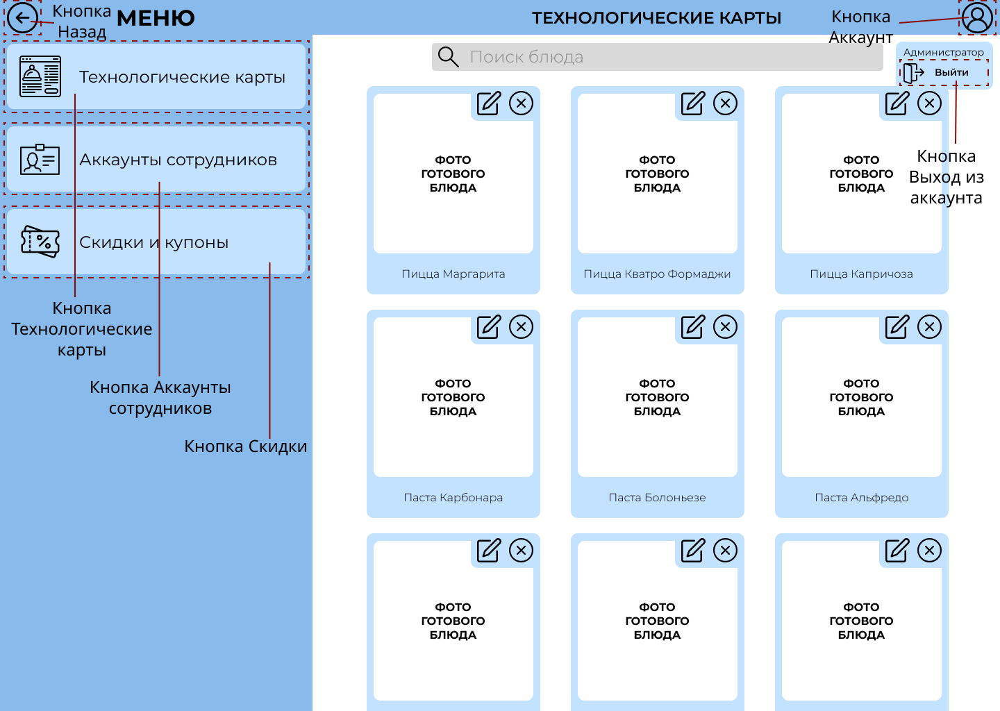 Кнопка
Назад
МЕНЮ
ТЕХНОЛОГИЧЕСКИЕ КАРТЫ
Кнопка
Аккаунт
Технологические карты
Аккаунты сотрудников
Скидки и купоны
Кнопка
Технологические
карты
Кнопка Аккаунты
сотрудников
Кнопка Скидки
Поиск блюда
Администратор
Выйти
Кнопка
Выход из
аккаунта
ФОТО
ГОТОВОГО
БЛЮДА
Пицца Маргарита
ФОТО
ГОТОВОГО
БЛЮДА
Пицца Кватро Формаджи
ФОТО
ГОТОВОГО
БЛЮДА
Пицца Капричоза
ФОТО
ГОТОВОГО
БЛЮДА
Паста Карбонара
ФОТО
ГОТОВОГО
БЛЮДА
Паста Болоньезе
ФОТО
ГОТОВОГО
БЛЮДА
Паста Альфредо
ФОТО
ГОТОВОГО
БЛЮДА
ФОТО
ГОТОВОГО
БЛЮДА
ФОТО
ГОТОВОГО
БЛЮДА